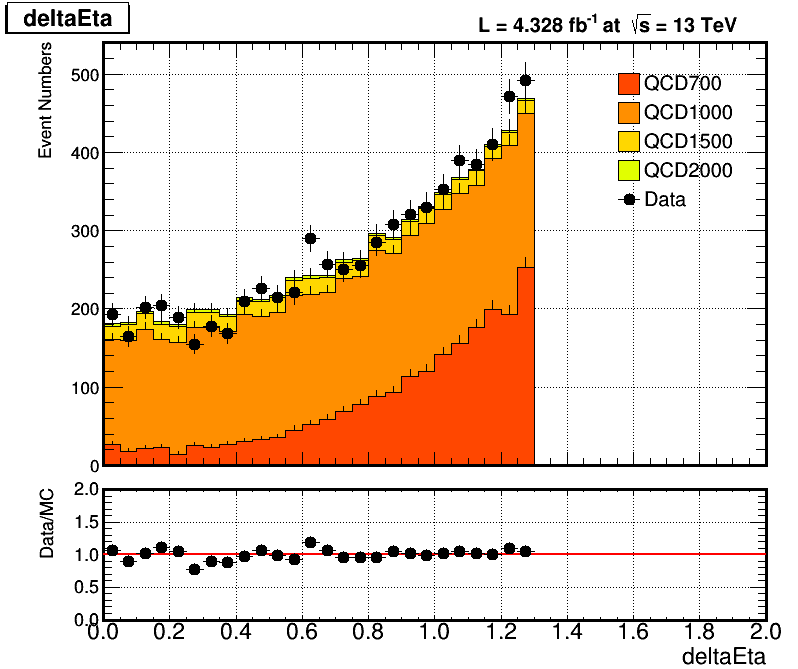 deltaEta
L = 4.328 fb⁻¹ at √s = 13 TeV
Event Numbers
500
400
300
200
100
0
QCD700
QCD1000
QCD1500
QCD2000
Data
Data/MC
2.0
1.5
1.0
0.5
0.0
0.0 0.2 0.4 0.6 0.8 1.0 1.2 1.4 1.6 1.8 2.0
deltaEta